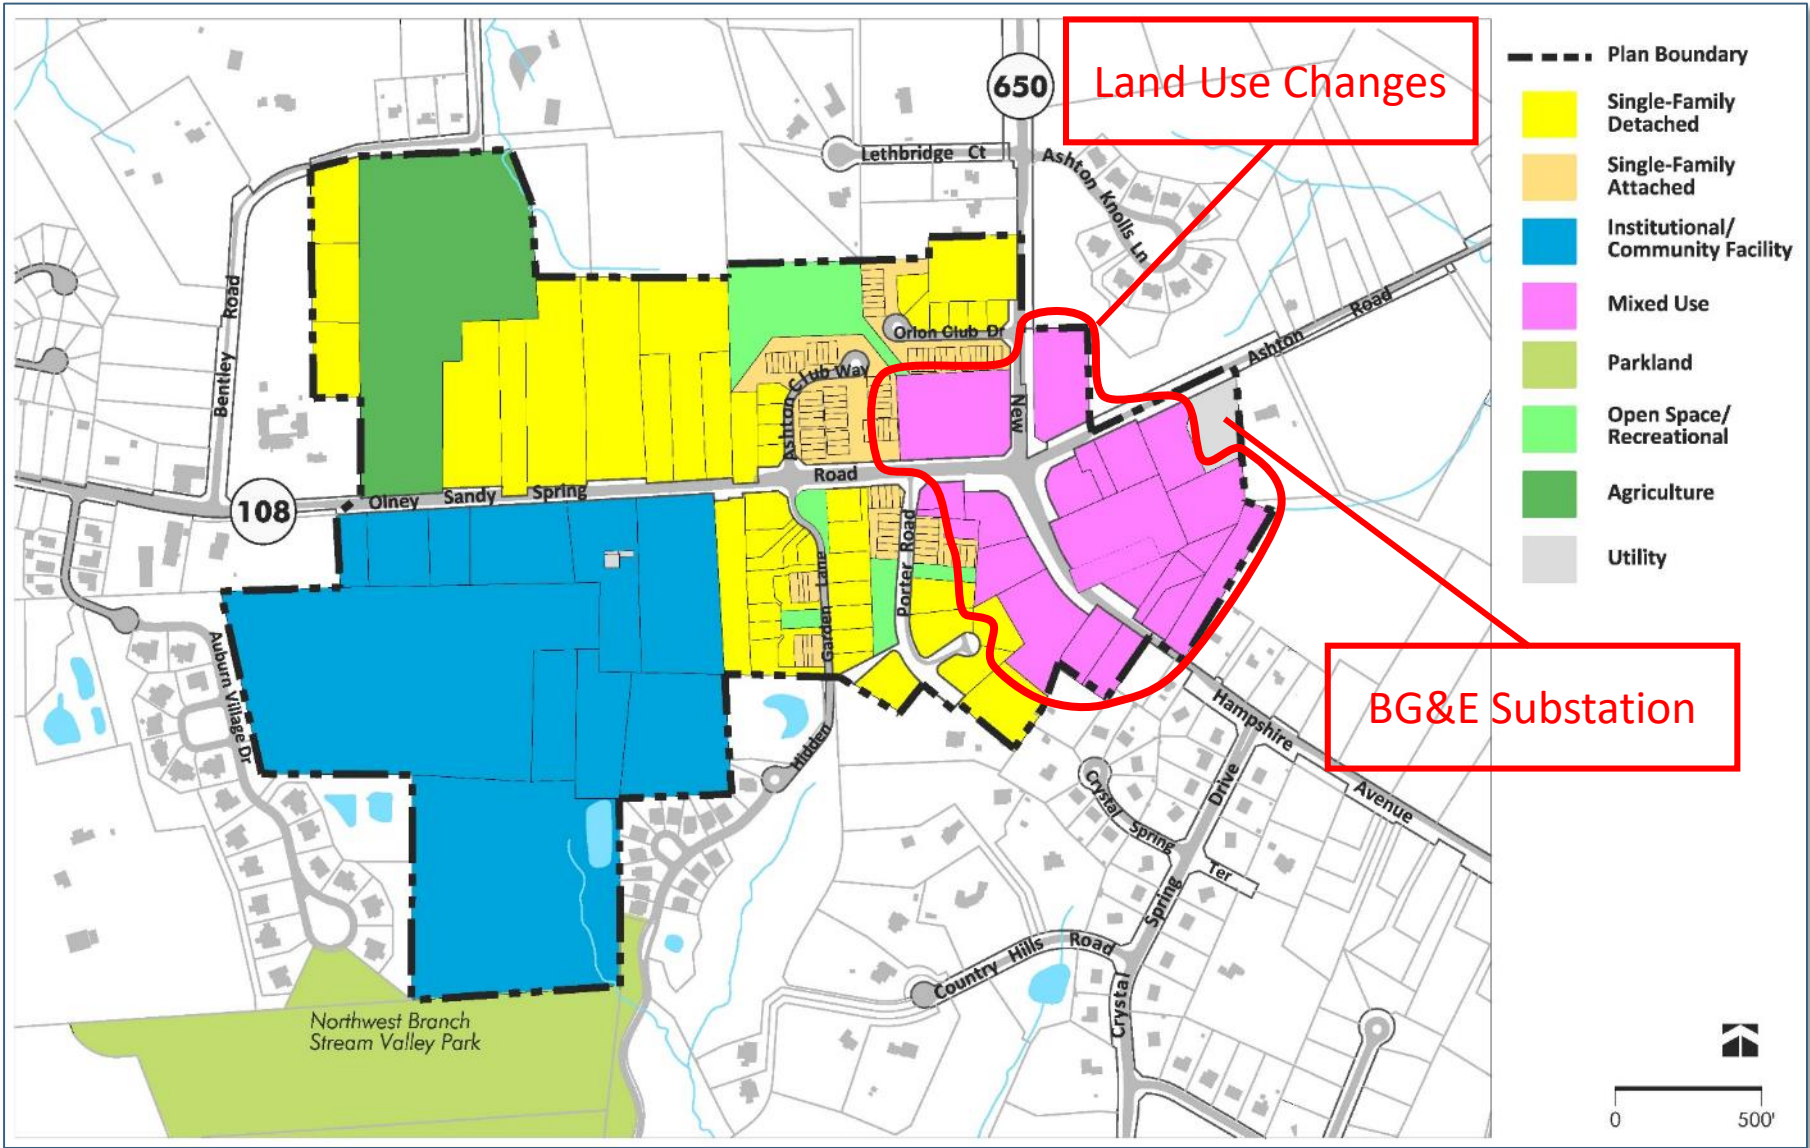 Land Use Changes
650
Lethbridge Ct
Ashton Knolls Ln
Bentley Road
Orion Club Dr
Ashton Club Way
New
Ashton Road
Road
Olney Sandy Spring
108
Porter Road
Garden Lane
Hidden
Auburn Village Dr
BG&E Substation
Hampshire
Avenue
Crystal Spring Ter
Spring Drive
Country Hills Road
Crystal
Northwest Branch
Stream Valley Park
Plan Boundary
Single-Family
Detached
Single-Family
Attached
Institutional/
Community Facility
Mixed Use
Parkland
Open Space/
Recreational
Agriculture
Utility
0 500'